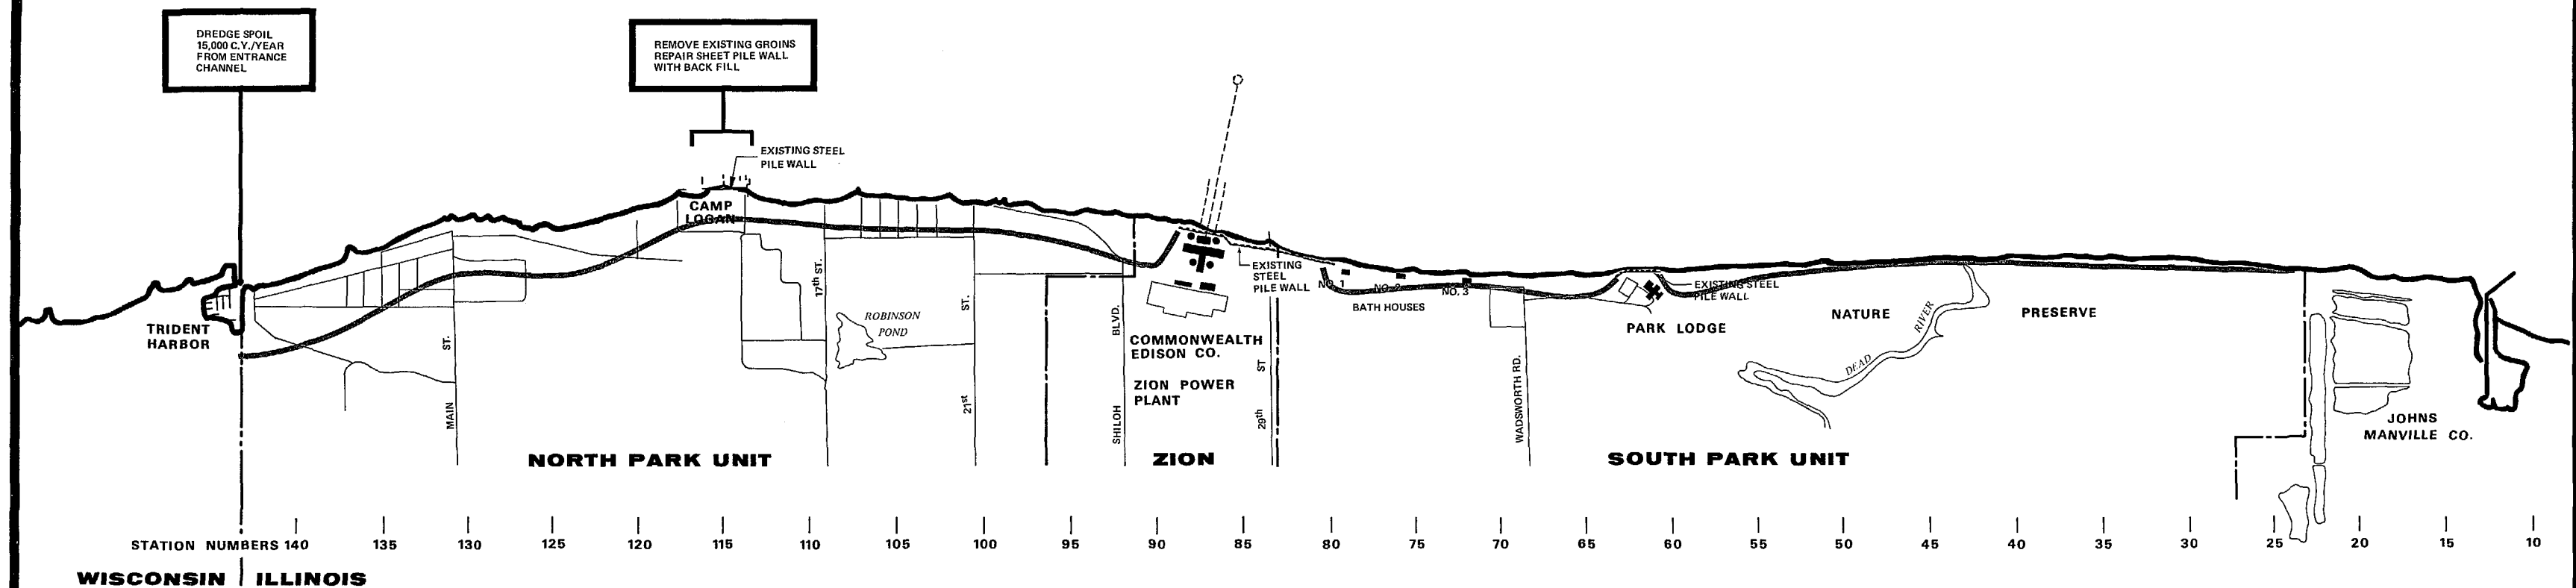 DREDGE SPOIL
15,000 C.Y./YEAR
FROM ENTRANCE
CHANNEL
REMOVE EXISTING GROINS
REPAIR SHEET PILE WALL
WITH BACK FILL
EXISTING STEEL
PILE WALL
CAMP
LOGAN
TRIDENT
HARBOR
MAIN ST.
17th ST.
ROBINSON
POND
21st ST.
SHILOH BLVD.
COMMONWEALTH
EDISON CO.
ZION POWER
PLANT
EXISTING
STEEL
PILE WALL
29th ST
NO. 1
NO. 2
NO. 3
BATH HOUSES
WADSWORTH RD.
EXISTING STEEL
PILE WALL
PARK LODGE
NATURE PRESERVE
DEAD RIVER
JOHNS
MANVILLE CO.
NORTH PARK UNIT
ZION
SOUTH PARK UNIT
STATION NUMBERS 140 135 130 125 120 115 110 105 100 95 90 85 80 75 70 65 60 55 50 45 40 35 30 25 20 15 10
WISCONSIN ILLINOIS